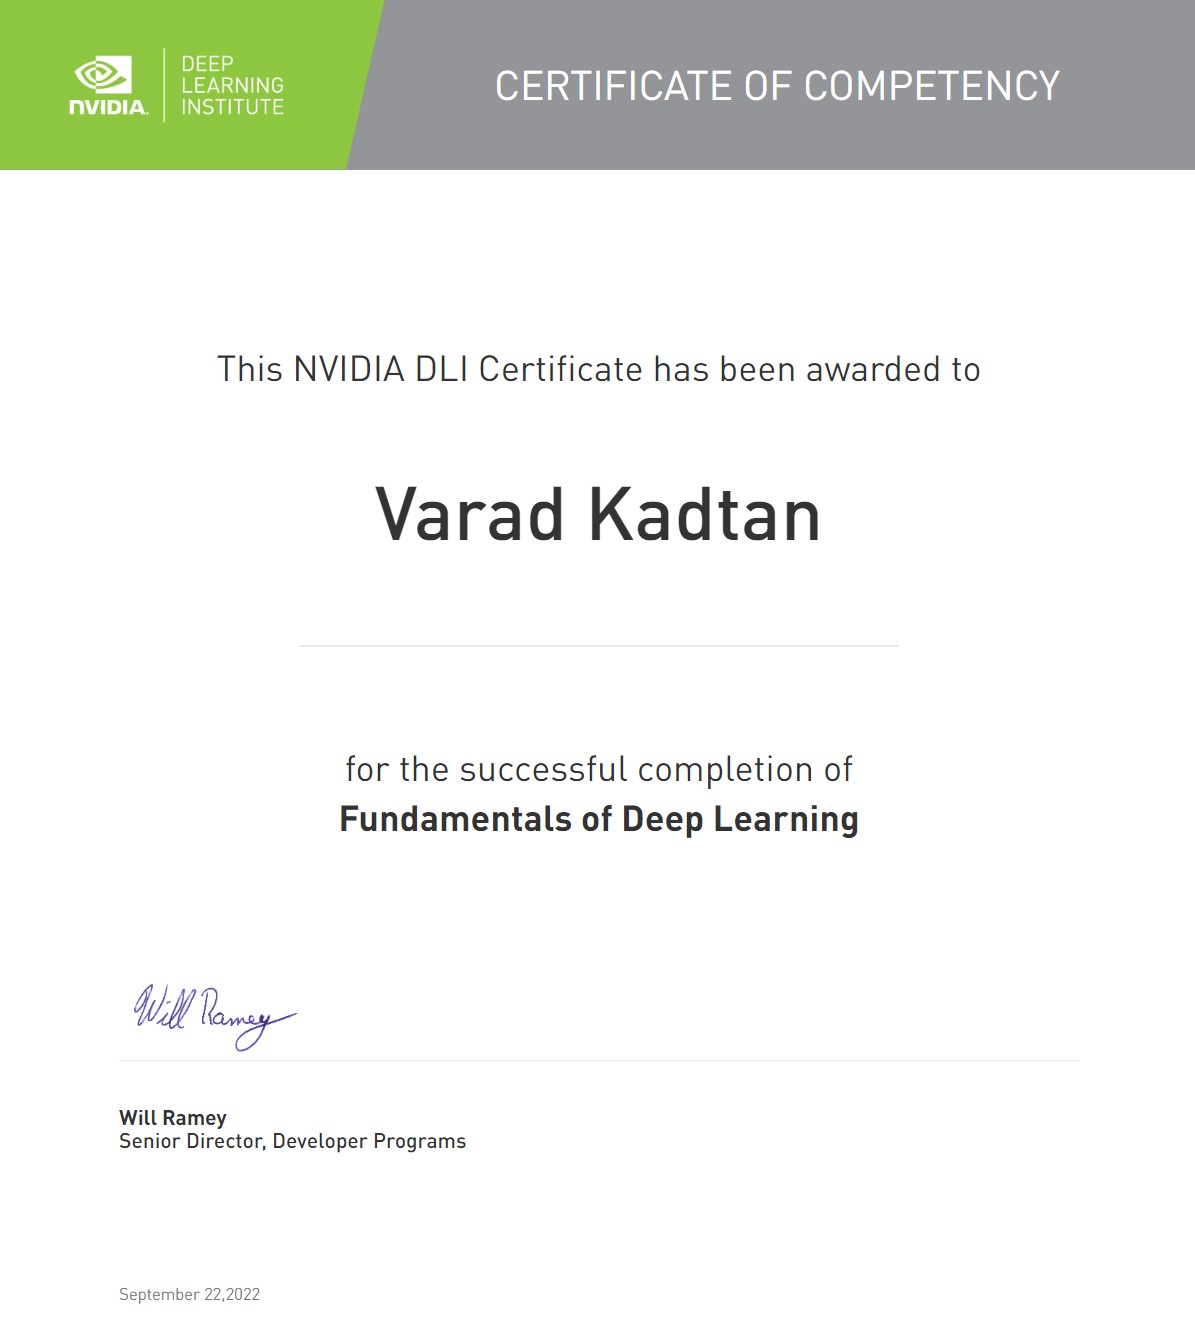 NVIDIA.
DEEP
LEARNING
INSTITUTE
CERTIFICATE OF COMPETENCY
This NVIDIA DLI Certificate has been awarded to
Varad Kadtan
for the successful completion of
Fundamentals of Deep Learning
Will Ramey
Will Ramey
Senior Director, Developer Programs
September 22,2022